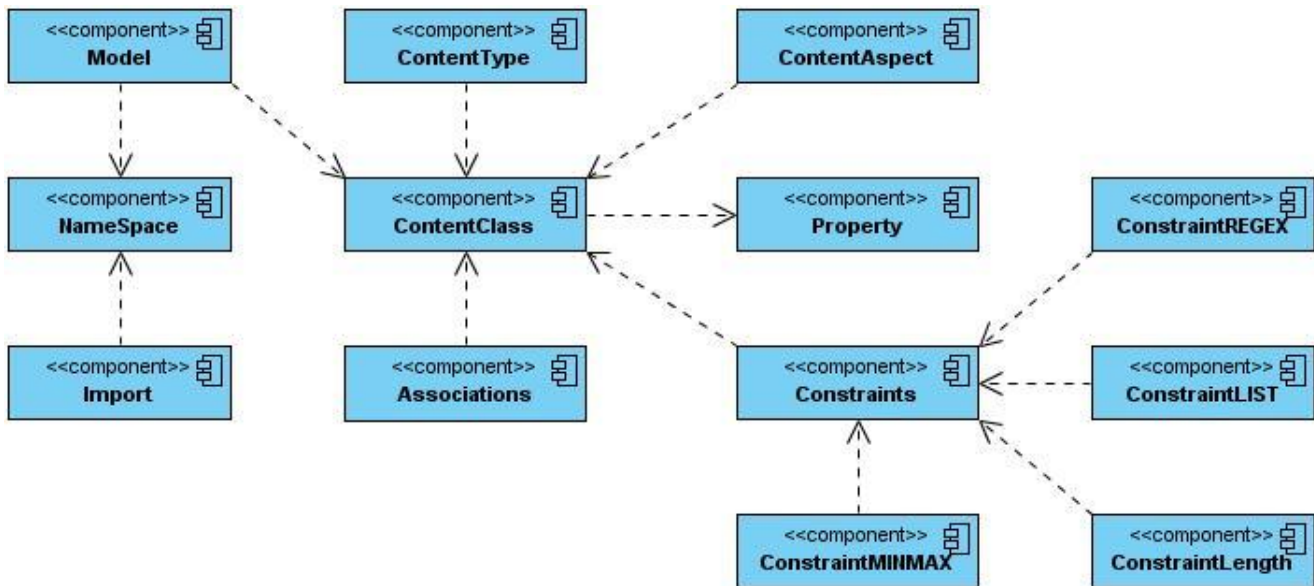 <<component>>
Model
<<component>>
ContentType
<<component>>
ContentAspect
<<component>>
NameSpace
<<component>>
ContentClass
<<component>>
Property
<<component>>
ConstraintREGEX
<<component>>
Import
<<component>>
Associations
<<component>>
Constraints
<<component>>
ConstraintLIST
<<component>>
ConstraintMINMAX
<<component>>
ConstraintLength